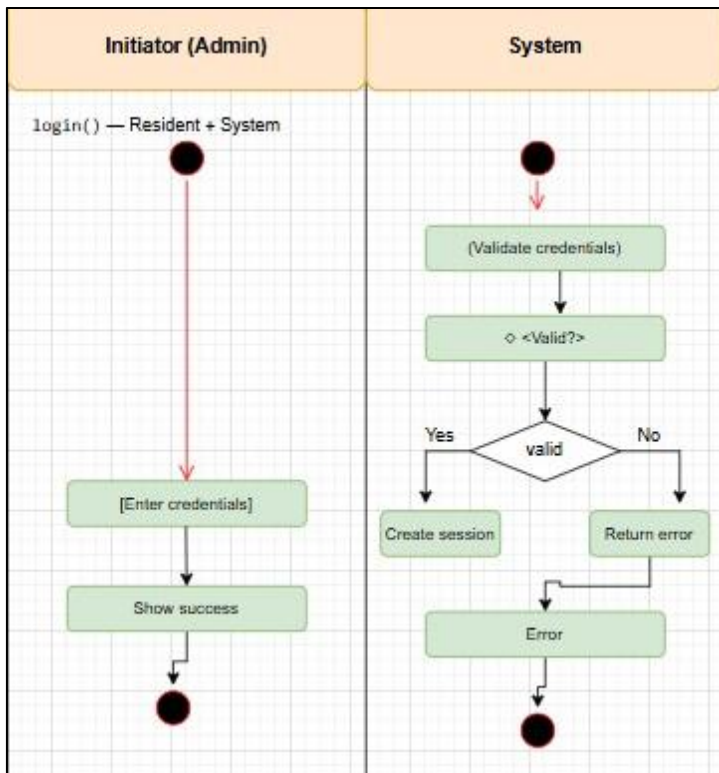 Initiator (Admin)
System
login() — Resident + System
(Validate credentials)
◇ <Valid?>
Yes
valid
No
[Enter credentials]
Create session
Return error
Show success
Error